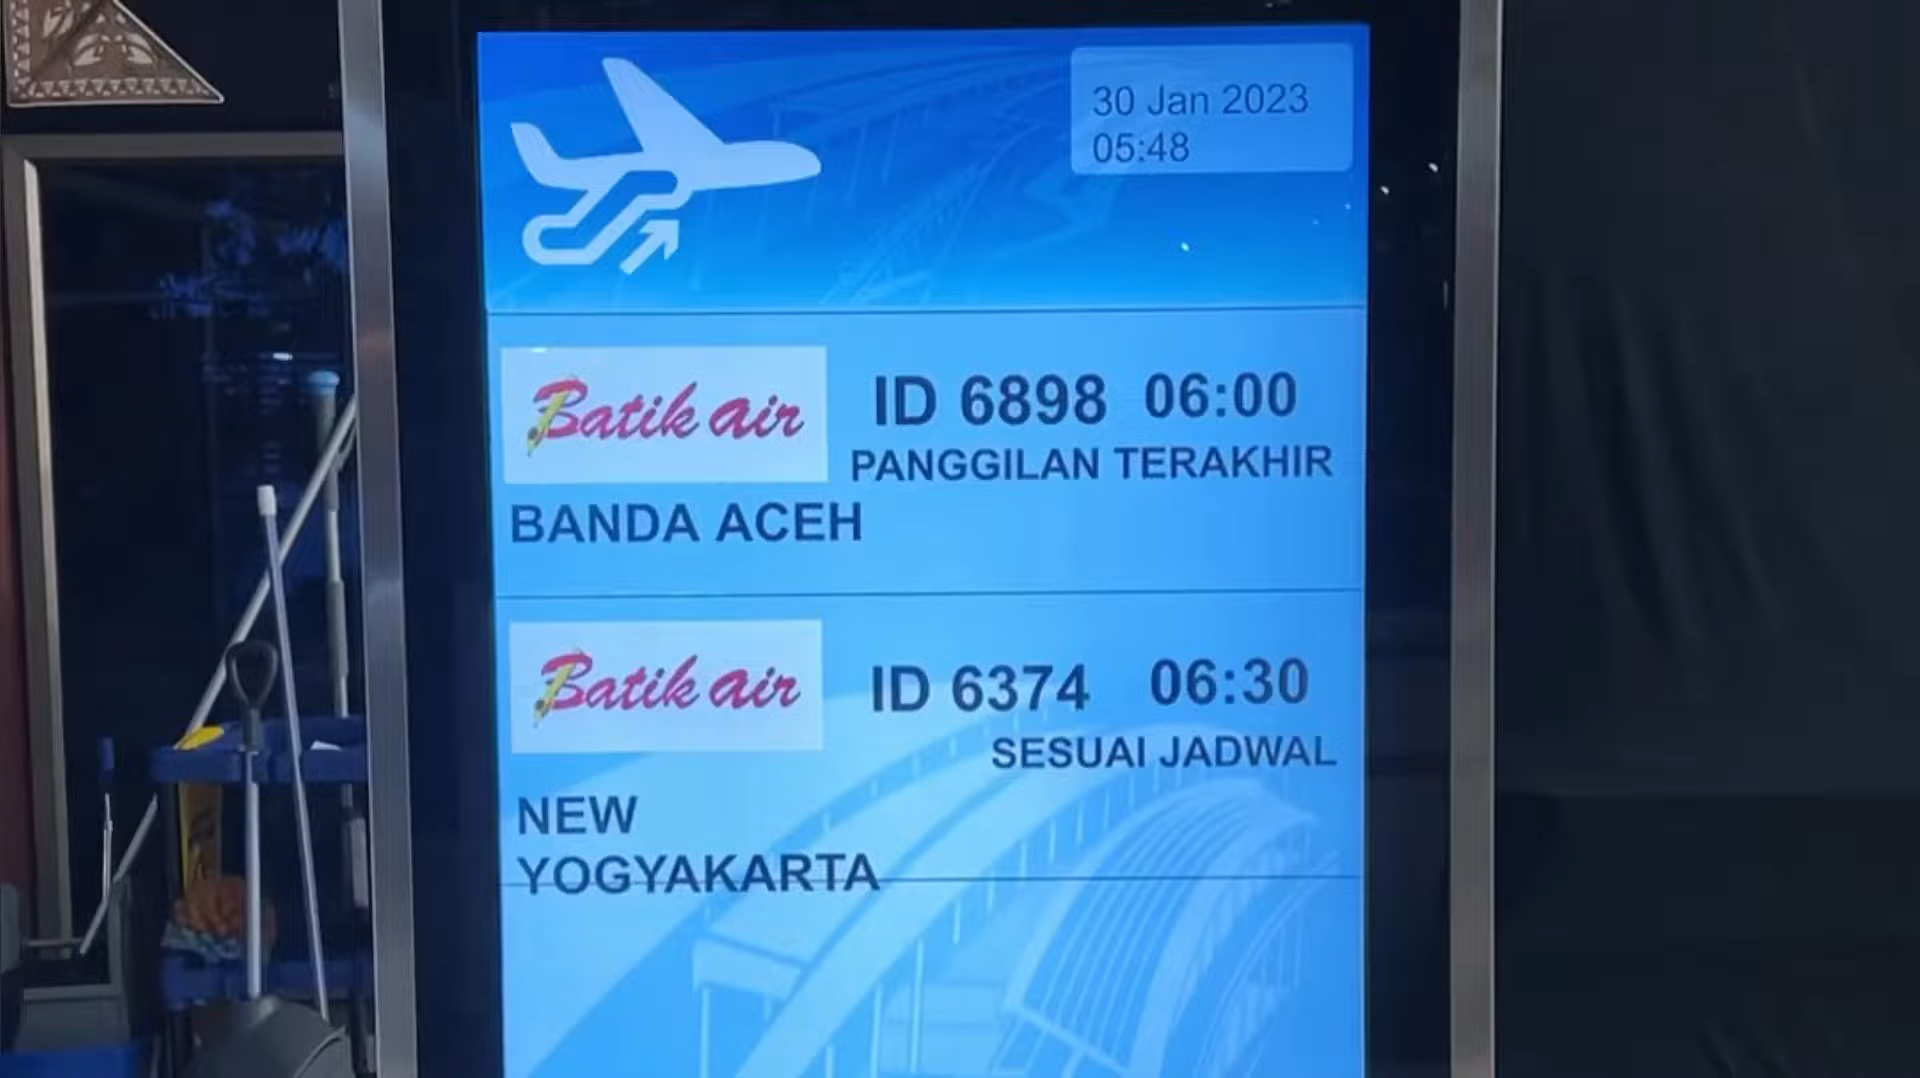 30 Jan 2023
05:48
Batik air
ID 6898 06:00
PANGGILAN TERAKHIR
BANDA ACEH
Batik air
ID 6374 06:30
SESUAI JADWAL
NEW
YOGYAKARTA